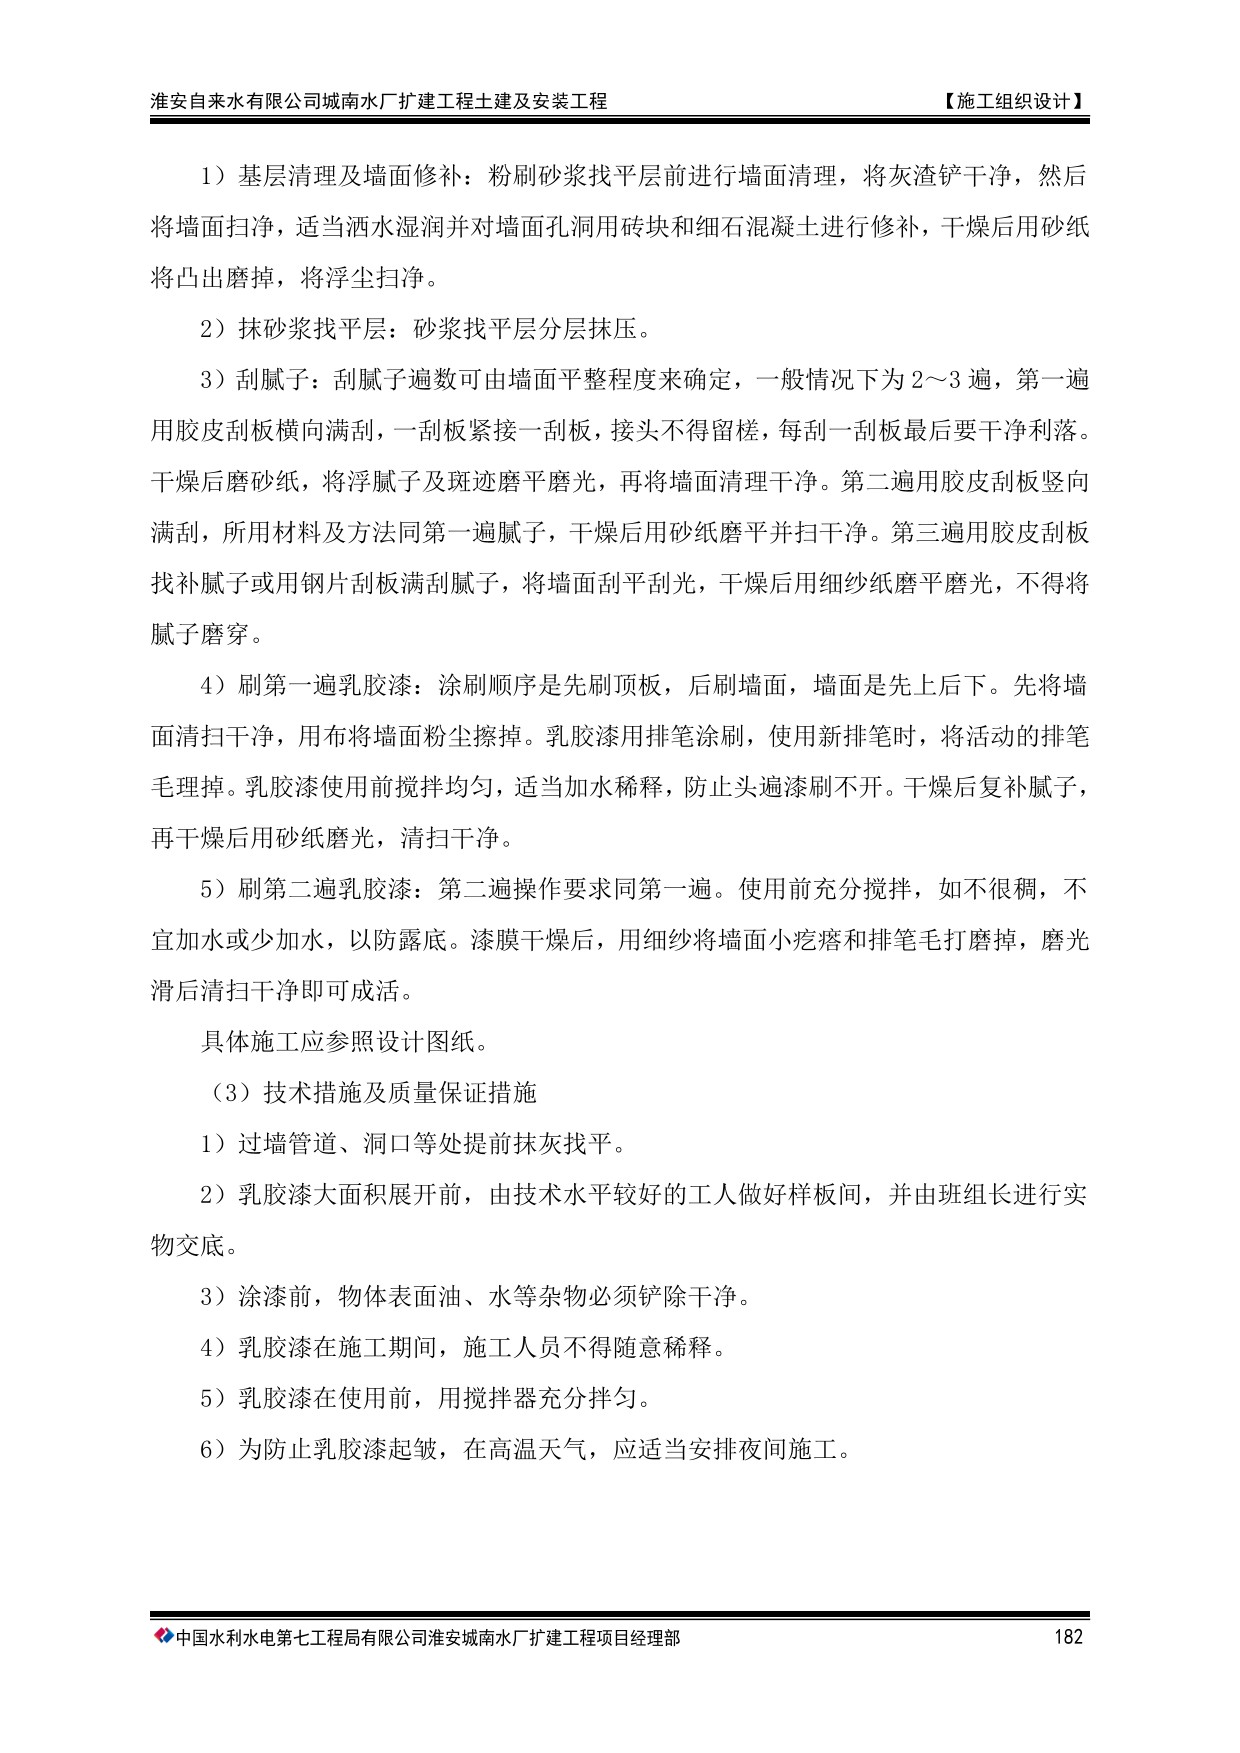 淮安自来水有限公司城南水厂扩建工程土建及安装工程 【施工组织设计】
1）基层清理及墙面修补：粉刷砂浆找平层前进行墙面清理，将灰渣铲干净，然后
将墙面扫净，适当洒水湿润并对墙面孔洞用砖块和细石混凝土进行修补，干燥后用砂纸
将凸出磨掉，将浮尘扫净。
2）抹砂浆找平层：砂浆找平层分层抹压。
3）刮腻子：刮腻子遍数可由墙面平整程度来确定，一般情况下为 2～3 遍，第一遍
用胶皮刮板横向满刮，一刮板紧接一刮板，接头不得留槎，每刮一刮板最后要干净利落。
干燥后磨砂纸，将浮腻子及斑迹磨平磨光，再将墙面清理干净。第二遍用胶皮刮板竖向
满刮，所用材料及方法同第一遍腻子，干燥后用砂纸磨平并扫干净。第三遍用胶皮刮板
找补腻子或用钢片刮板满刮腻子，将墙面刮平刮光，干燥后用细纱纸磨平磨光，不得将
腻子磨穿。
4）刷第一遍乳胶漆：涂刷顺序是先刷顶板，后刷墙面，墙面是先上后下。先将墙
面清扫干净，用布将墙面粉尘擦掉。乳胶漆用排笔涂刷，使用新排笔时，将活动的排笔
毛理掉。乳胶漆使用前搅拌均匀，适当加水稀释，防止头遍漆刷不开。干燥后复补腻子，
再干燥后用砂纸磨光，清扫干净。
5）刷第二遍乳胶漆：第二遍操作要求同第一遍。使用前充分搅拌，如不很稠，不
宜加水或少加水，以防露底。漆膜干燥后，用细纱将墙面小疙瘩和排笔毛打磨掉，磨光
滑后清扫干净即可成活。
具体施工应参照设计图纸。
（3）技术措施及质量保证措施
1）过墙管道、洞口等处提前抹灰找平。
2）乳胶漆大面积展开前，由技术水平较好的工人做好样板间，并由班组长进行实
物交底。
3）涂漆前，物体表面油、水等杂物必须铲除干净。
4）乳胶漆在施工期间，施工人员不得随意稀释。
5）乳胶漆在使用前，用搅拌器充分拌匀。
6）为防止乳胶漆起皱，在高温天气，应适当安排夜间施工。
中国水利水电第七工程局有限公司淮安城南水厂扩建工程项目经理部 182